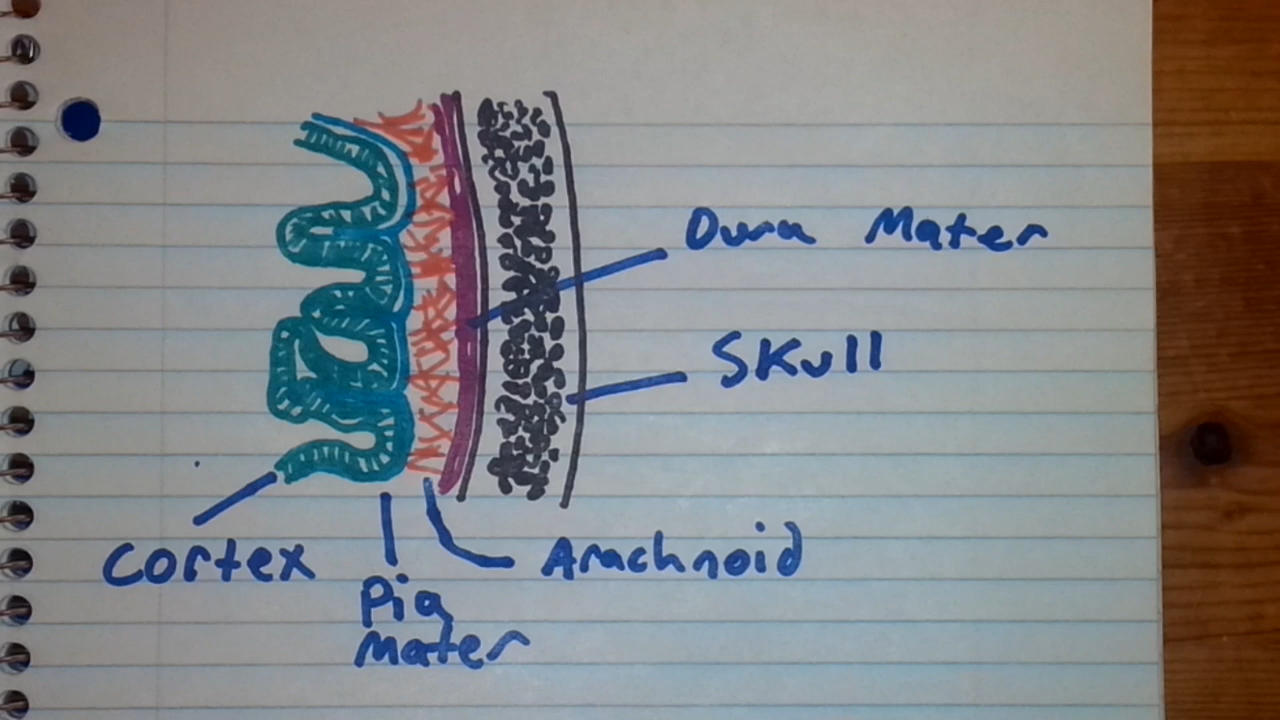 Dura Mater
Skull
Cortex
Arachnoid
Pia
Mater